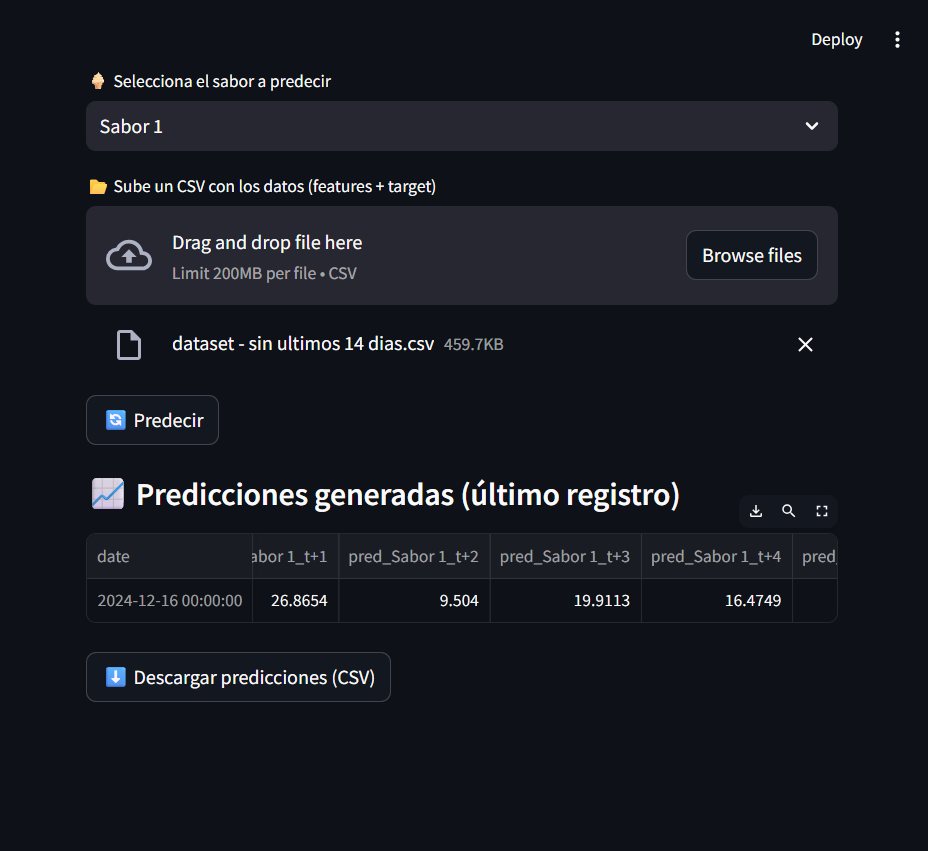 Deploy
Selecciona el sabor a predecir
Sabor 1
Sube un CSV con los datos (features + target)
Drag and drop file here
Limit 200MB per file • CSV
Browse files
dataset - sin ultimos 14 dias.csv 459.7KB
Predecir
Predicciones generadas (último registro)
date abor 1_t+1 pred_Sabor 1_t+2 pred_Sabor 1_t+3 pred_Sabor 1_t+4 pred_
2024-12-16 00:00:00 26.8654 9.504 19.9113 16.4749
Descargar predicciones (CSV)